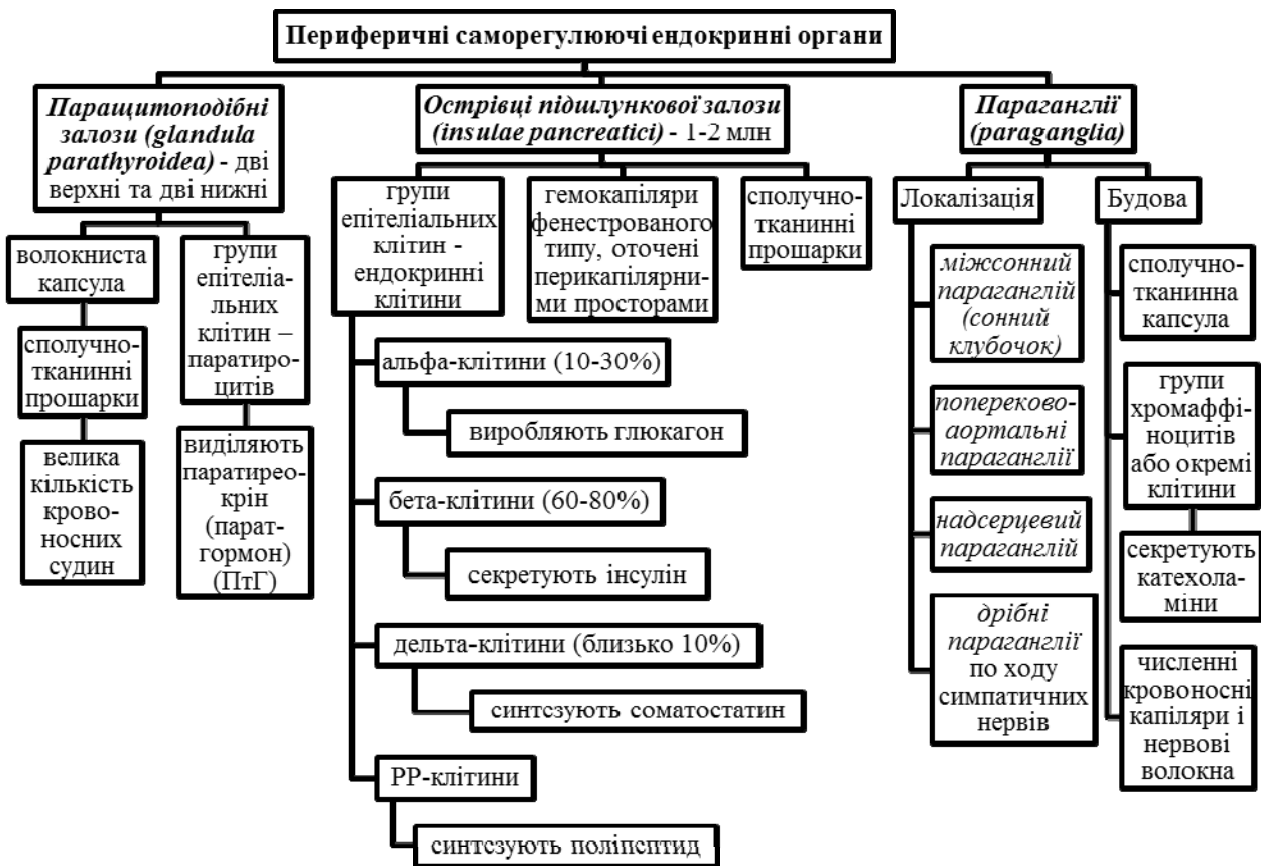 Периферичні саморегулюючі ендокринні органи
Паращитоподібні
залози (glandula
parathyroidea) - дві
верхні та дві нижні
волокниста
капсула
сполучно-
тканинні
прошарки
велика
кількість
крово-
носних
судин
групи
епітеліа-
льних
клітин –
паратиро-
цитів
виділяють
паратирео-
крін
(парат-
гормон)
(ПтГ)
Острівці підшлункової залози
(insulae pancreatici) - 1-2 млн
групи
епітеліальних
клітин -
ендокринні
клітини
гемокапіляри
фенестрованого
типу, оточені
перикапілярни-
ми просторами
сполучно-
тканинні
прошарки
альфа-клітини (10-30%)
виробляють глюкагон
бета-клітини (60-80%)
секретують інсулін
дельта-клітини (близько 10%)
синтезують соматостатин
РР-клітини
синтезують поліпептид
Параганглії
(paraganglia)
Локалізація
міжсонний
параганглій
(сонний
клубочок)
поперековo-
аортальні
параганглії
надсерцевий
параганглій
дрібні
параганглії
по ходу
симпатичних
нервів
Будова
сполучно-
тканинна
капсула
групи
хромаффі-
ноцитів
або окремі
клітини
секретують
катехола-
міни
численні
кровоносні
капіляри і
нервові
волокна